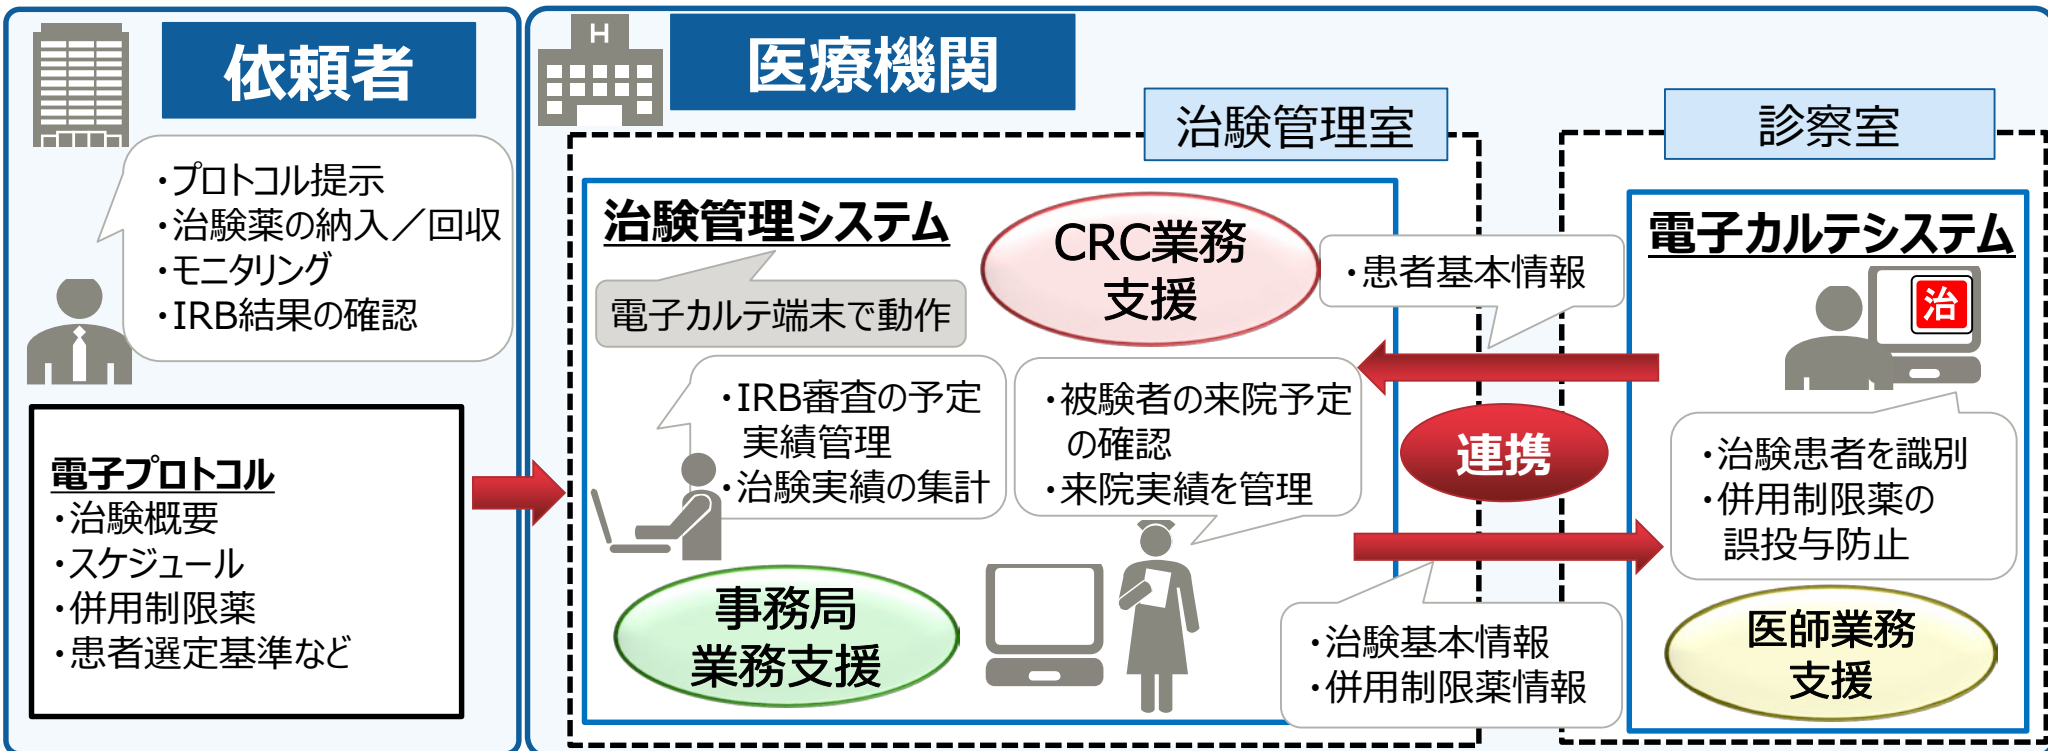 依頼者
・プロトコル提示
・治験薬の納入／回収
・モニタリング
・IRB結果の確認
電子プロトコル
・治験概要
・スケジュール
・併用制限薬
・患者選定基準など
H
医療機関
治験管理室
治験管理システム
電子カルテ端末で動作
CRC業務
支援
・IRB審査の予定
実績管理
・治験実績の集計
・被験者の来院予定
の確認
・来院実績を管理
事務局
業務支援
・患者基本情報
連携
・治験基本情報
・併用制限薬情報
診察室
電子カルテシステム
治
・治験患者を識別
・併用制限薬の
誤投与防止
医師業務
支援